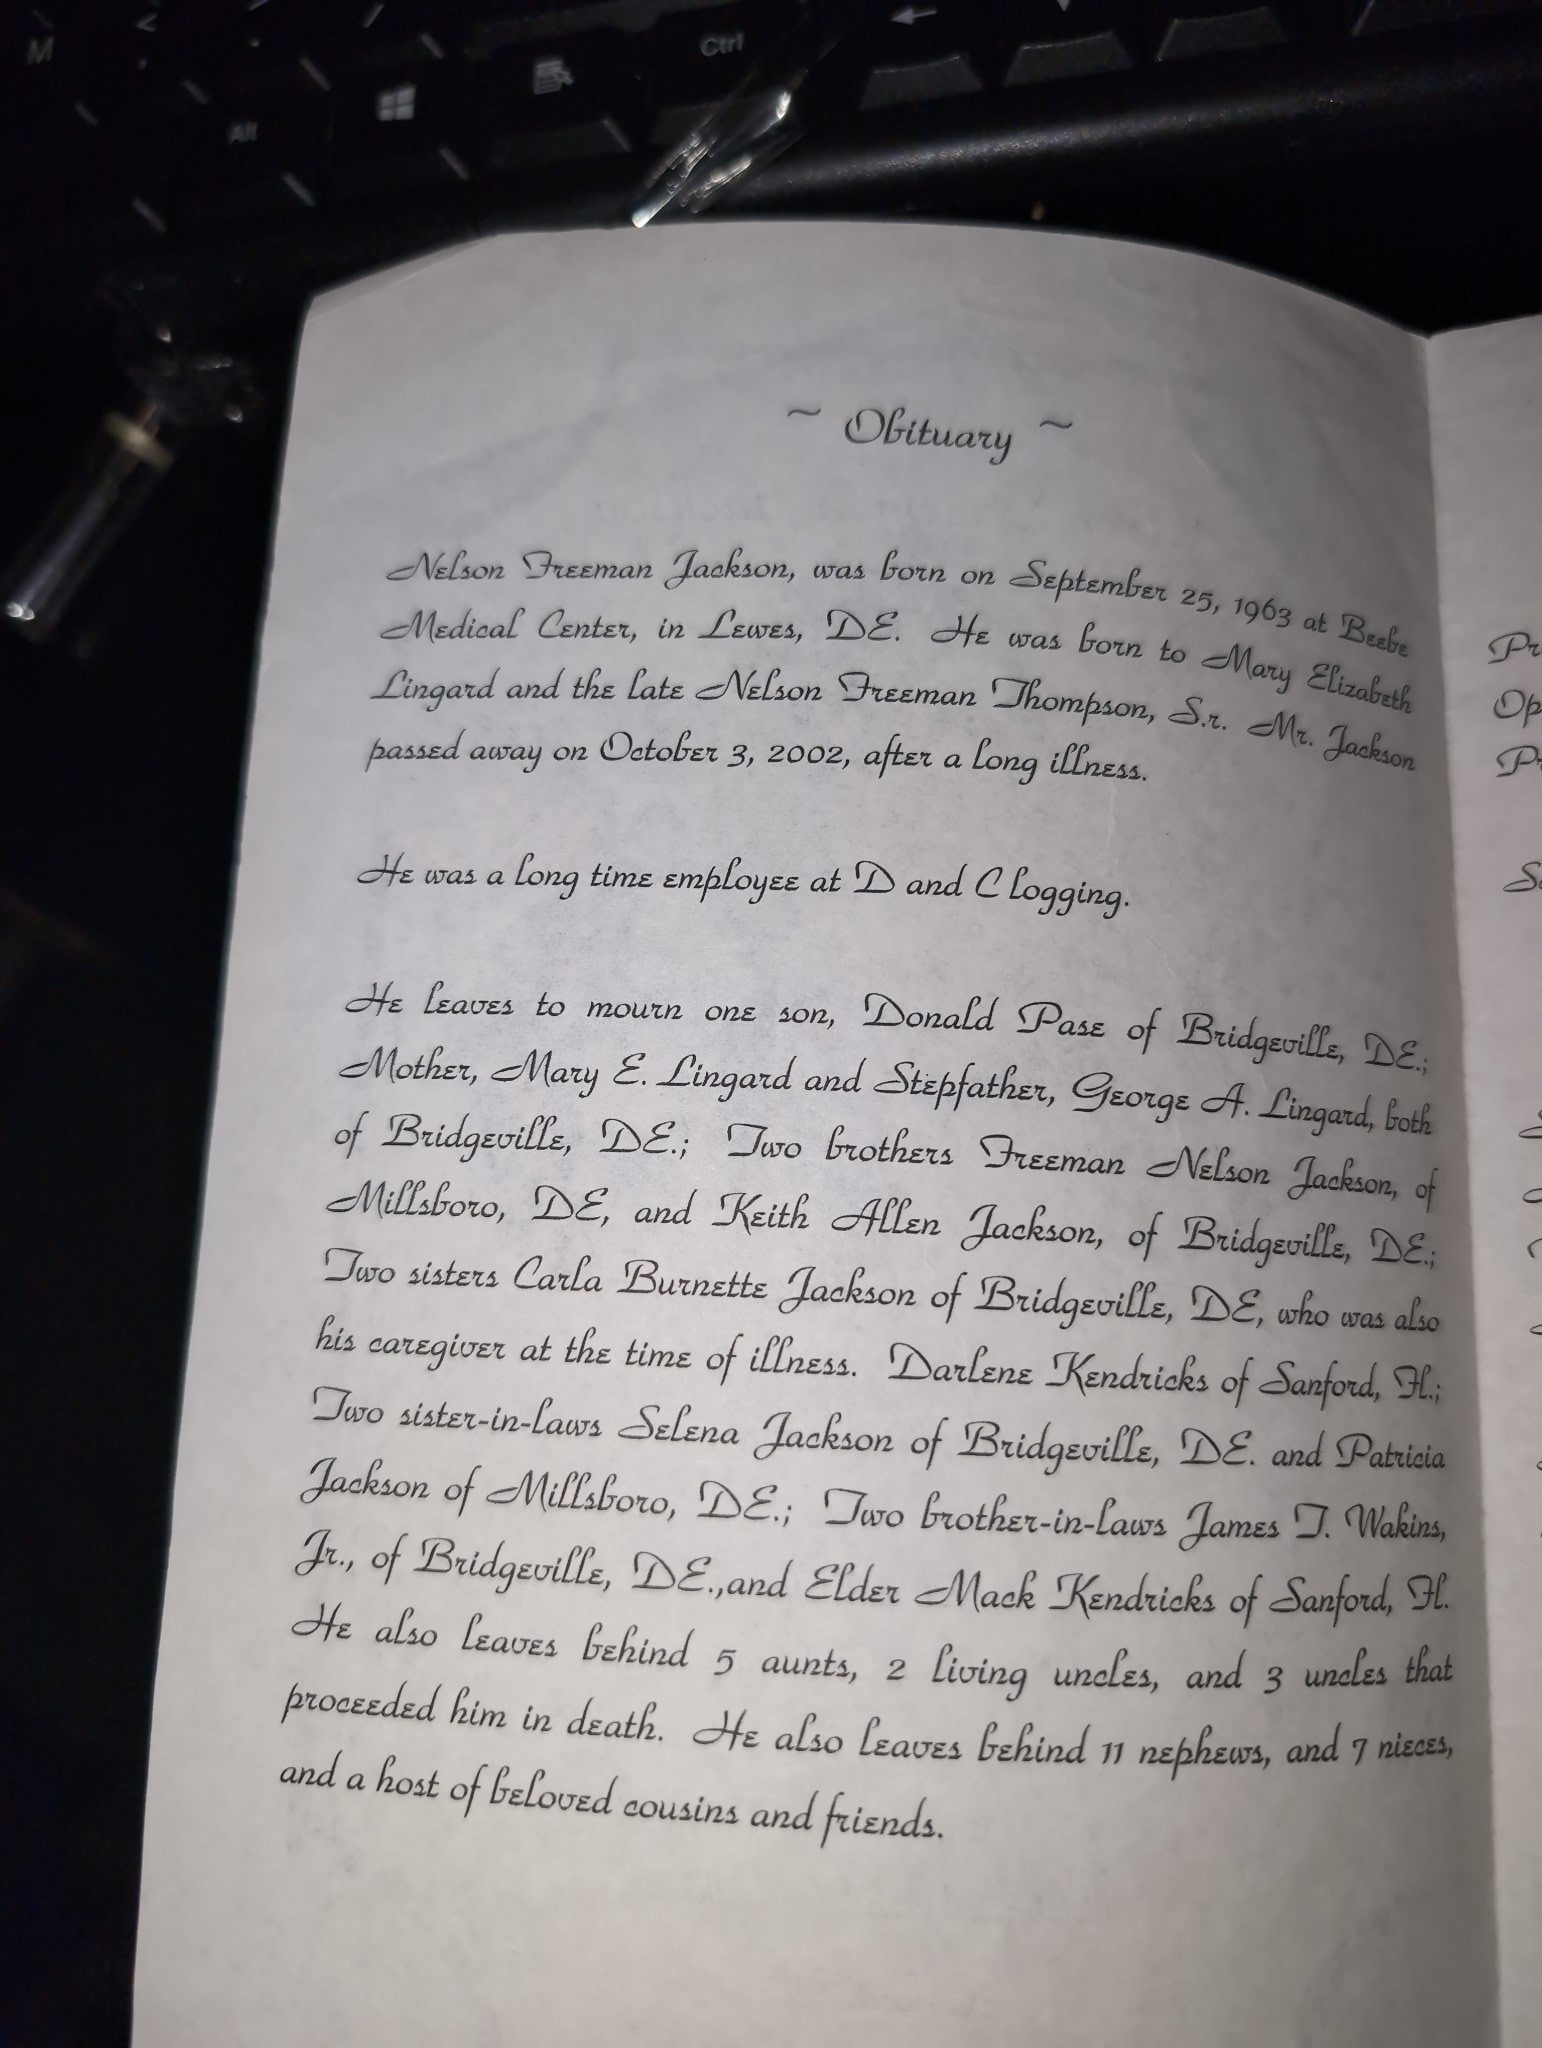 M
<
Alt
Ctrl
~ Obituary ~
Nelson Freeman Jackson, was born on September 25, 1963 at Beebe
Medical Center, in Lewes, DE. He was born to Mary Elizabeth
Lingard and the late Nelson Freeman Thompson, S.r. Mr. Jackson
passed away on October 3, 2002, after a long illness.
He was a long time employee at D and C logging.
He leaves to mourn one son, Donald Pase of Bridgeville, DE.;
Mother, Mary E. Lingard and Stepfather, George A. Lingard, both
of Bridgeville, DE.; Two brothers Freeman Nelson Jackson, of
Millsboro, DE, and Keith Allen Jackson, of Bridgeville, DE.;
Two sisters Carla Burnette Jackson of Bridgeville, DE, who was also
his caregiver at the time of illness. Darlene Kendricks of Sanford, Fl.;
Two sister-in-laws Selena Jackson of Bridgeville, DE. and Patricia
Jackson of Millsboro, DE.; Two brother-in-laws James T. Wakins,
Jr., of Bridgeville, DE.,and Elder Mack Kendricks of Sanford, Fl.
He also leaves behind 5 aunts, 2 living uncles, and 3 uncles that
proceeded him in death. He also leaves behind 11 nephews, and 7 nieces,
and a host of beloved cousins and friends.
Pr
Op
Pr